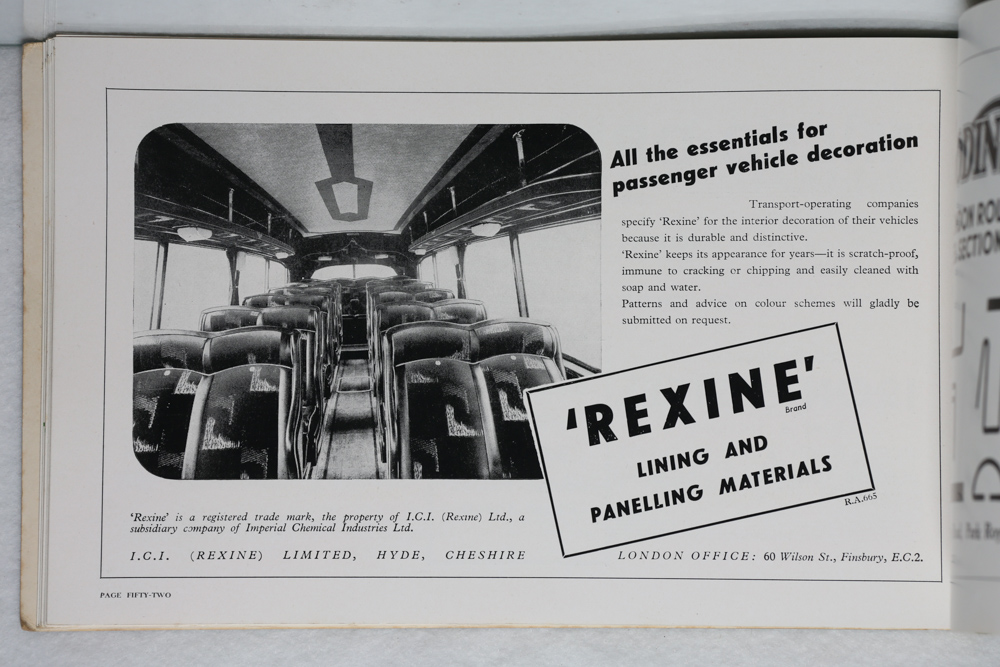 All the essentials for
passenger vehicle decoration
Transport-operating companies
specify 'Rexine' for the interior decoration of their vehicles
because it is durable and distinctive.
'Rexine' keeps its appearance for years—it is scratch-proof,
immune to cracking or chipping and easily cleaned with
soap and water.
Patterns and advice on colour schemes will gladly be
submitted on request.
'REXINE'
Brand
LINING AND
PANELLING MATERIALS
R.A.665
'Rexine' is a registered trade mark, the property of I.C.I. (Rexine) Ltd., a
subsidiary company of Imperial Chemical Industries Ltd.
I.C.I. (REXINE) LIMITED, HYDE, CHESHIRE
LONDON OFFICE: 60 Wilson St., Finsbury, E.C.2.
PAGE FIFTY-TWO